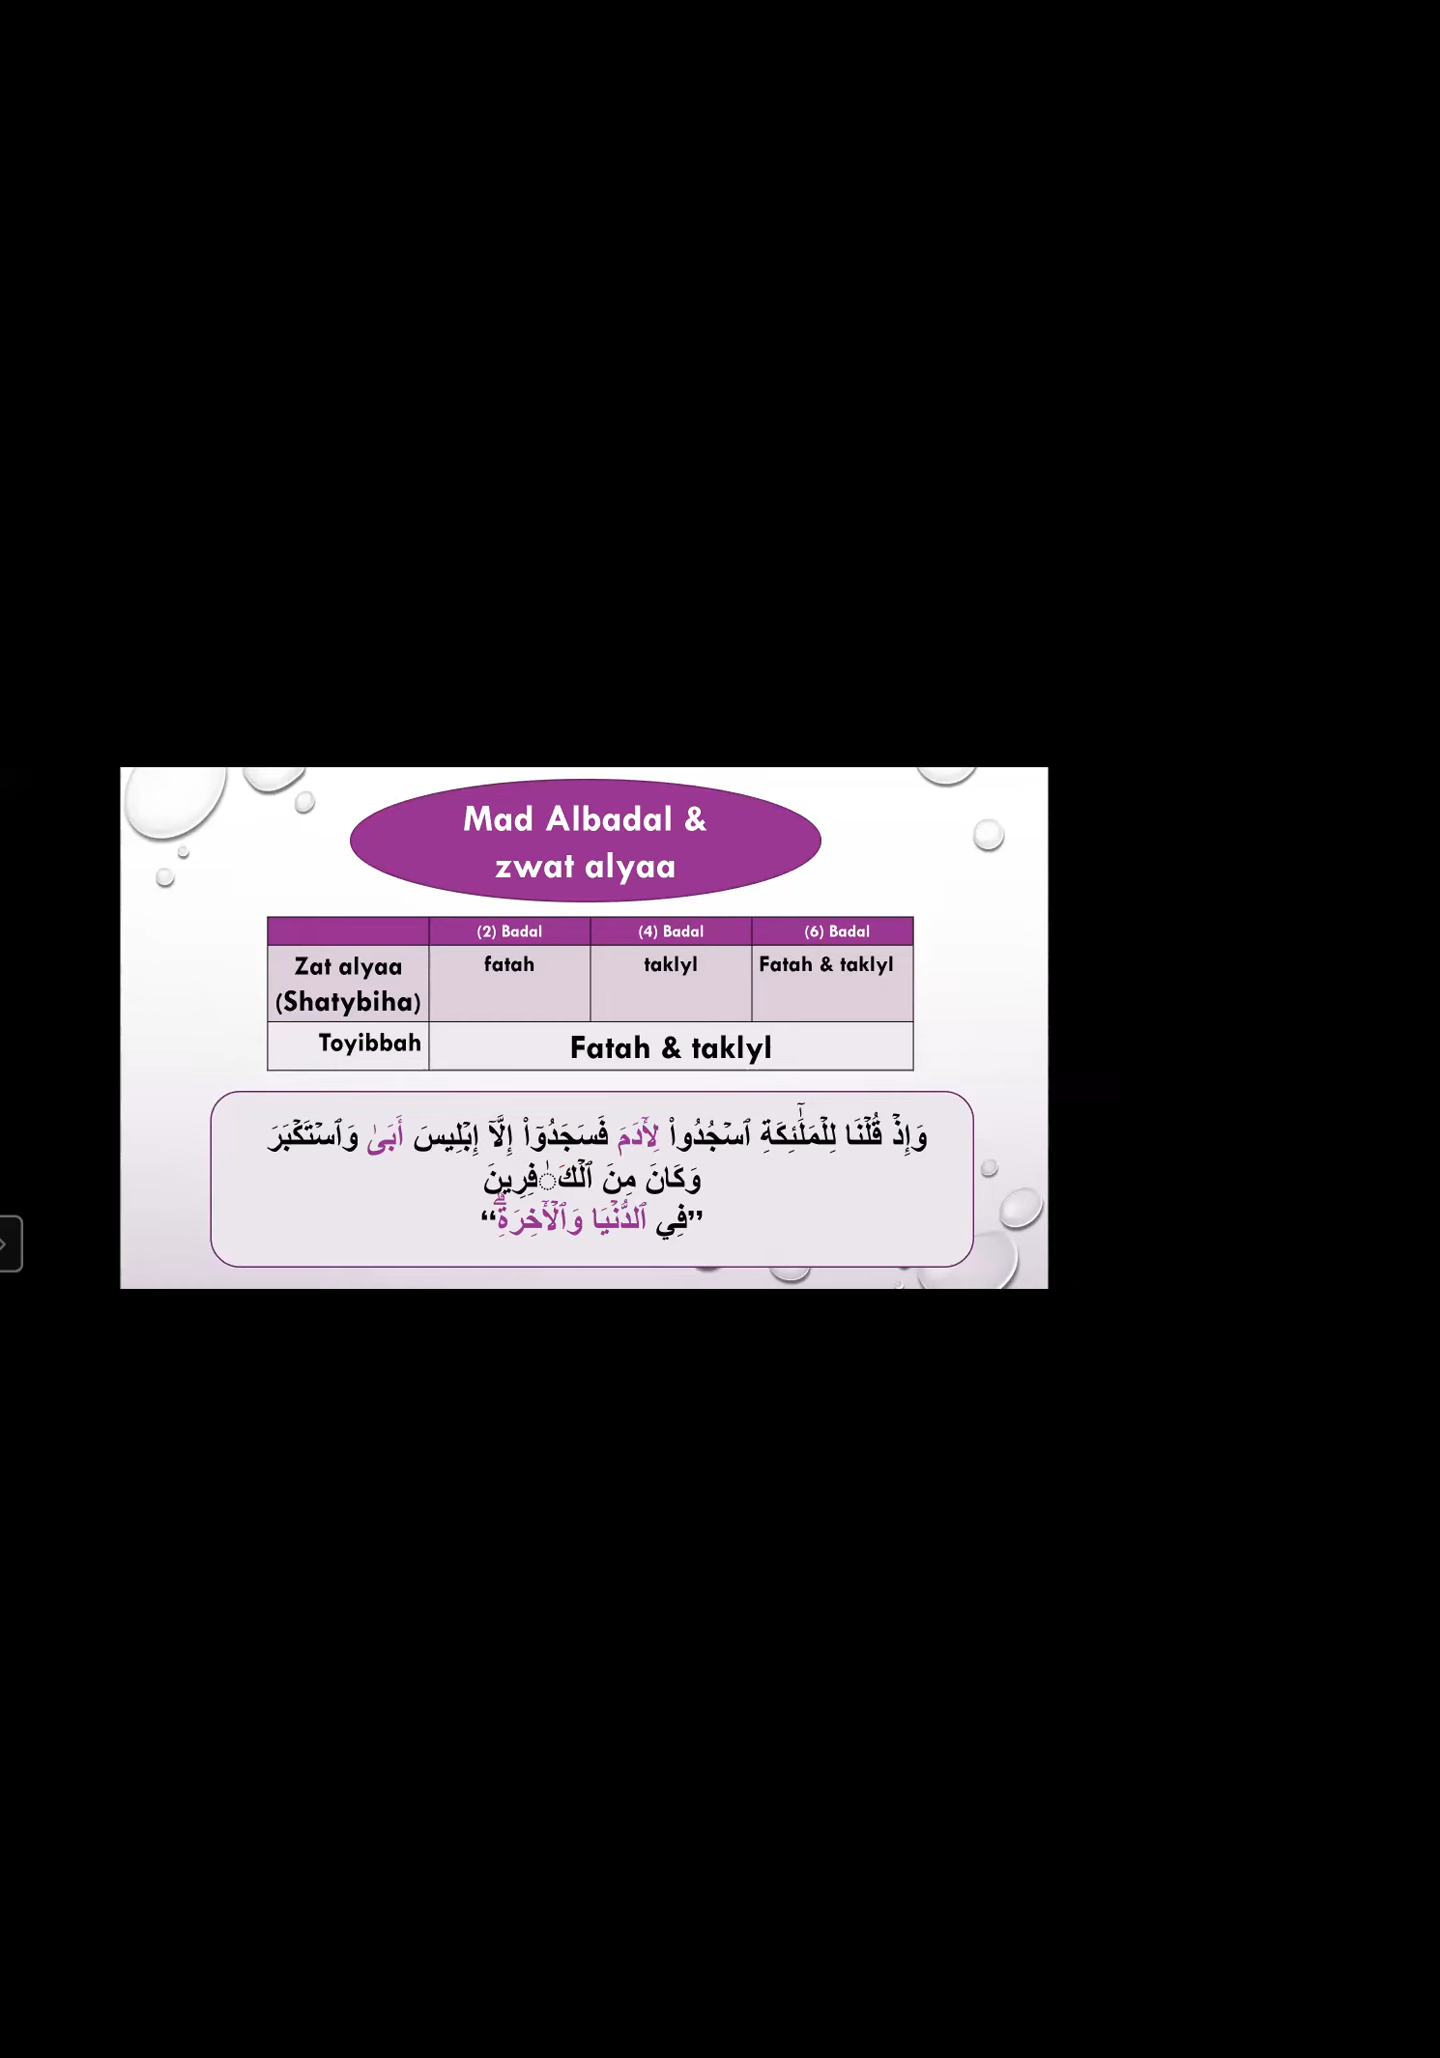 Mad Albadal &
zwat alyaa
(2) Badal (4) Badal (6) Badal
Zat alyaa
(Shatybiha)
fatah taklyl Fatah & taklyl
Toyibbah Fatah & taklyl
وَإِذۡ قُلۡنَا لِلۡمَلَٰٓئِكَةِ ٱسۡجُدُواْ لِأٓدَمَ فَسَجَدُوٓاْ إِلَّآ إِبۡلِيسَ أَبَىٰ وَٱسۡتَكۡبَرَ
وَكَانَ مِنَ ٱلۡكَٰفِرِينَ
”فِي ٱلدُّنۡيَا وَٱلۡأٓخِرَةِۗ“